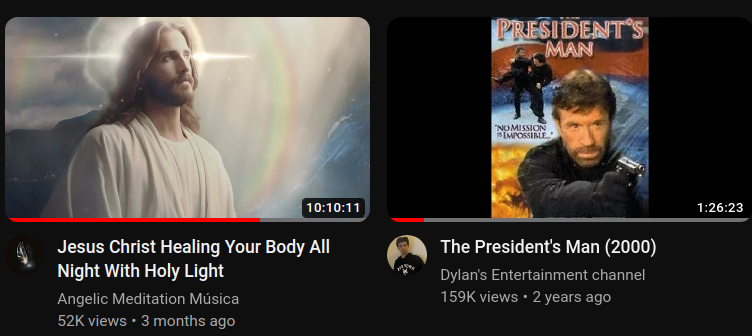 10:10:11
Jesus Christ Healing Your Body All
Night With Holy Light
Angelic Meditation Música
52K views • 3 months ago
PRESIDENT'S
MAN
"NO MISSION
IS IMPOSSIBLE..."
1:26:23
The President's Man (2000)
Dylan's Entertainment channel
159K views • 2 years ago